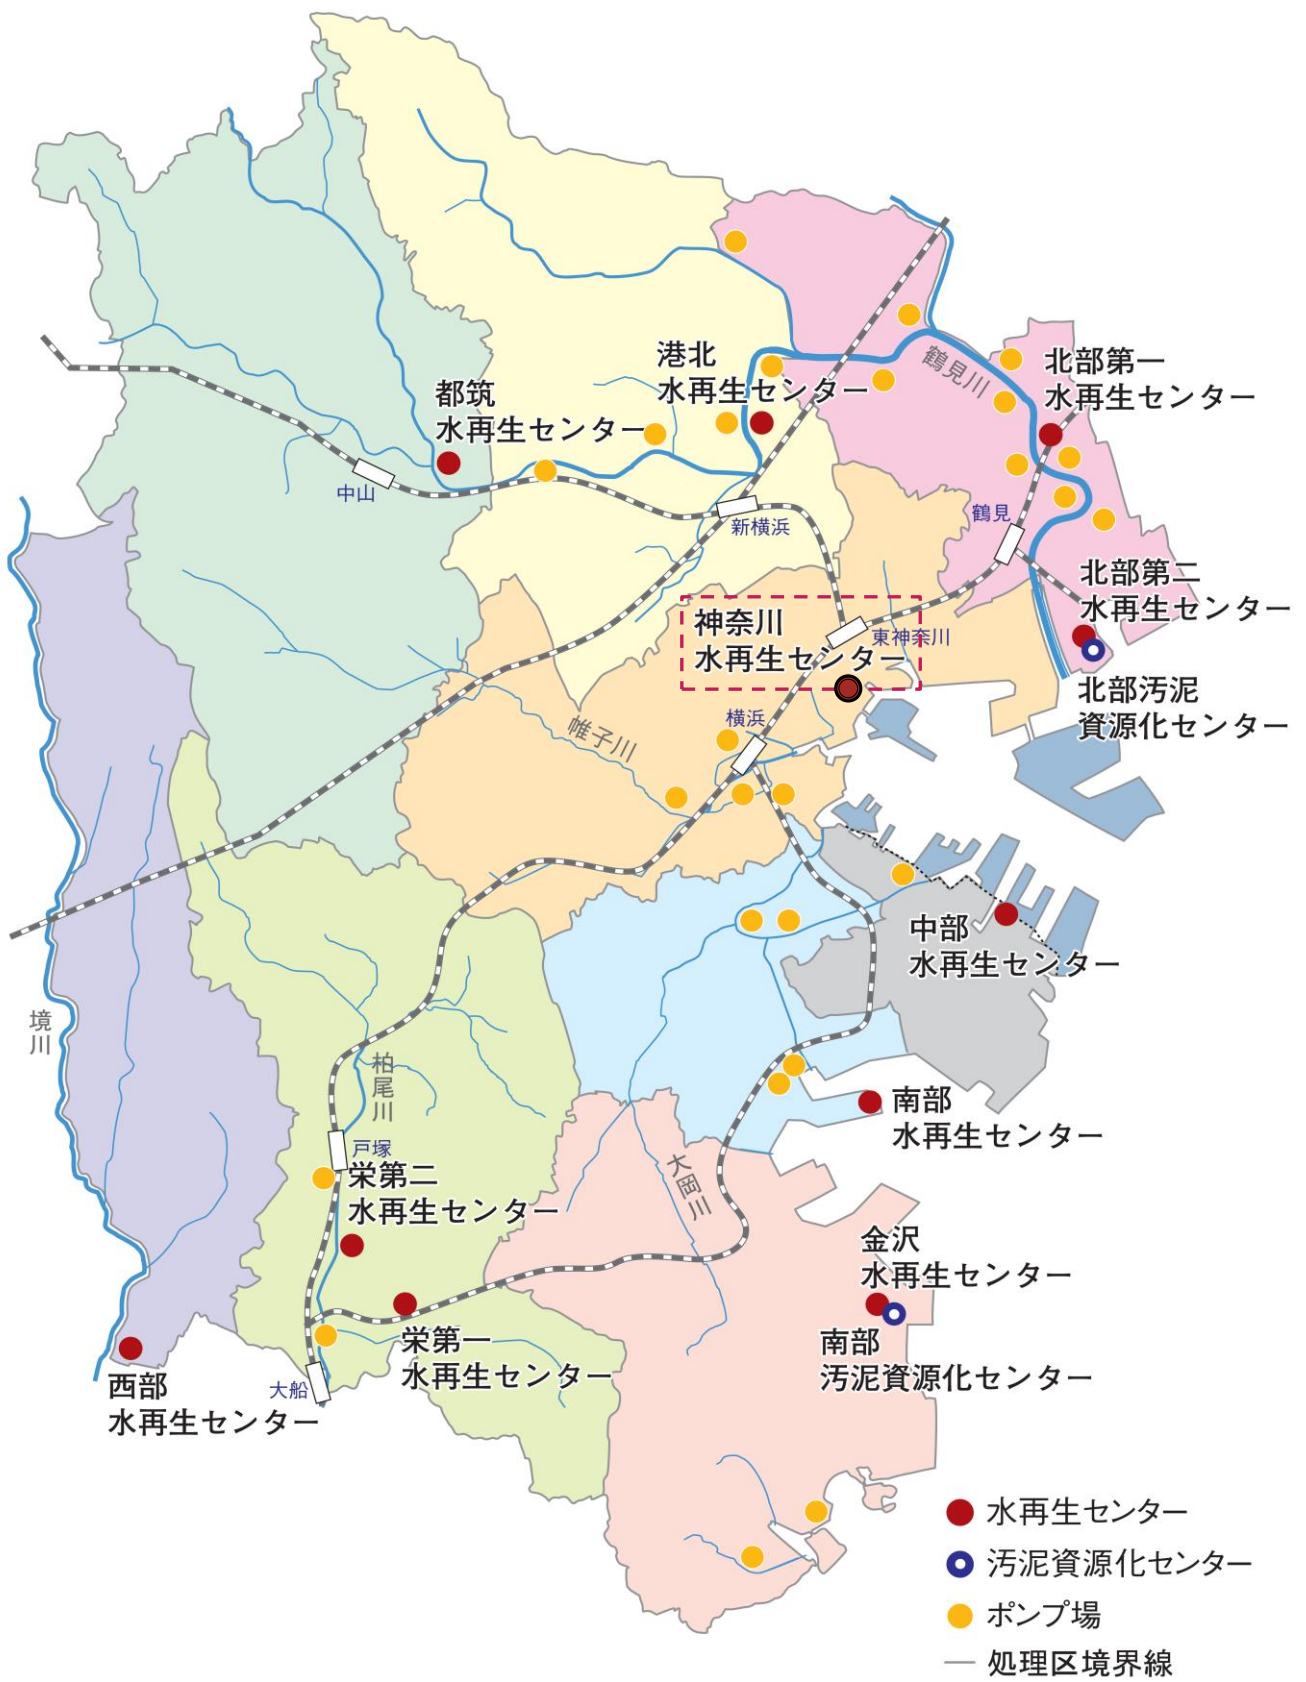 港北
水再生センター
鶴見川
北部第一
水再生センター
都筑
水再生センター
中山
新横浜
鶴見
北部第二
水再生センター
神奈川
水再生センター
東神奈川
北部汚泥
資源化センター
横浜
帷子川
中部
水再生センター
境川
柏尾川
南部
水再生センター
戸塚
栄第二
水再生センター
大岡川
金沢
水再生センター
南部
汚泥資源化センター
栄第一
水再生センター
大船
西部
水再生センター
水再生センター
汚泥資源化センター
ポンプ場
処理区境界線